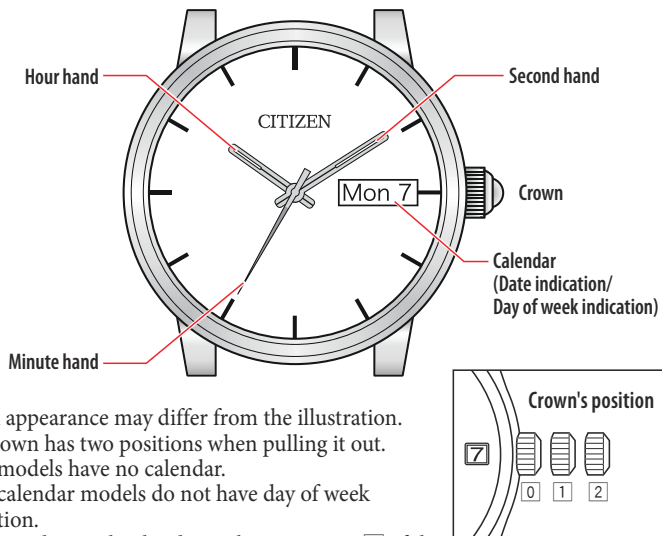 Hour hand
Second hand
CITIZEN
Mon 7
Crown
Calendar
(Date indication/
Day of week indication)
Minute hand
appearance may differ from the illustration.
own has two positions when pulling it out.
models have no calendar.
calendar models do not have day of week
tion.
Crown's position
7
0 1 2